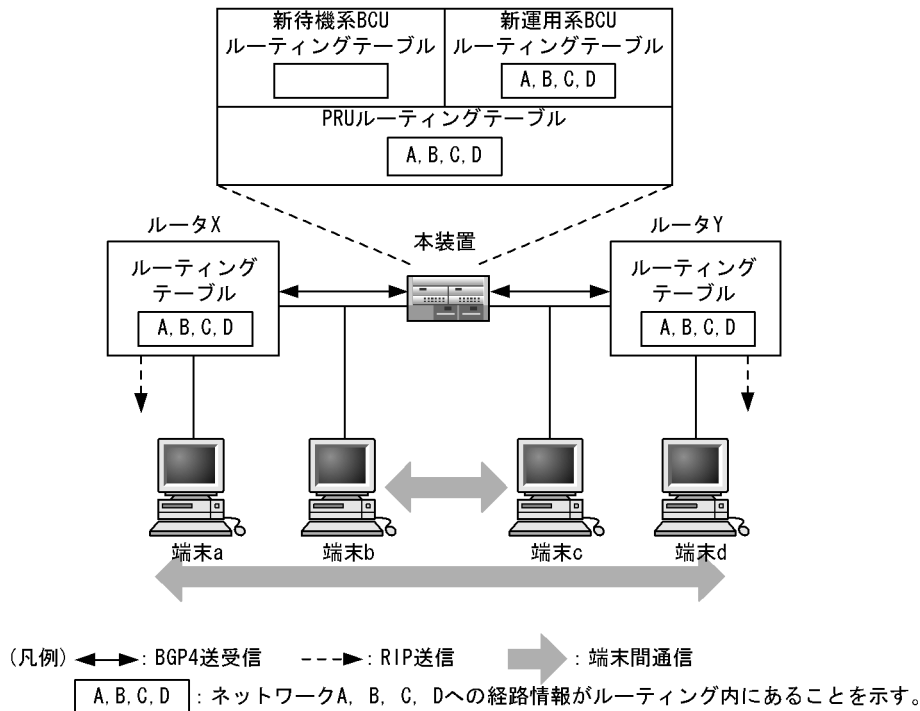 新待機系BCU
ルーティングテーブル
新運用系BCU
ルーティングテーブル
A, B, C, D
PRUルーティングテーブル
A, B, C, D
ルータX
本装置
ルータY
ルーティング
テーブル
A, B, C, D
ルーティング
テーブル
A, B, C, D
端末a
端末b
端末c
端末d
(凡例)
: BGP4送受信
: RIP送信
: 端末間通信
A, B, C, D : ネットワークA, B, C, Dへの経路情報がルーティング内にあることを示す。